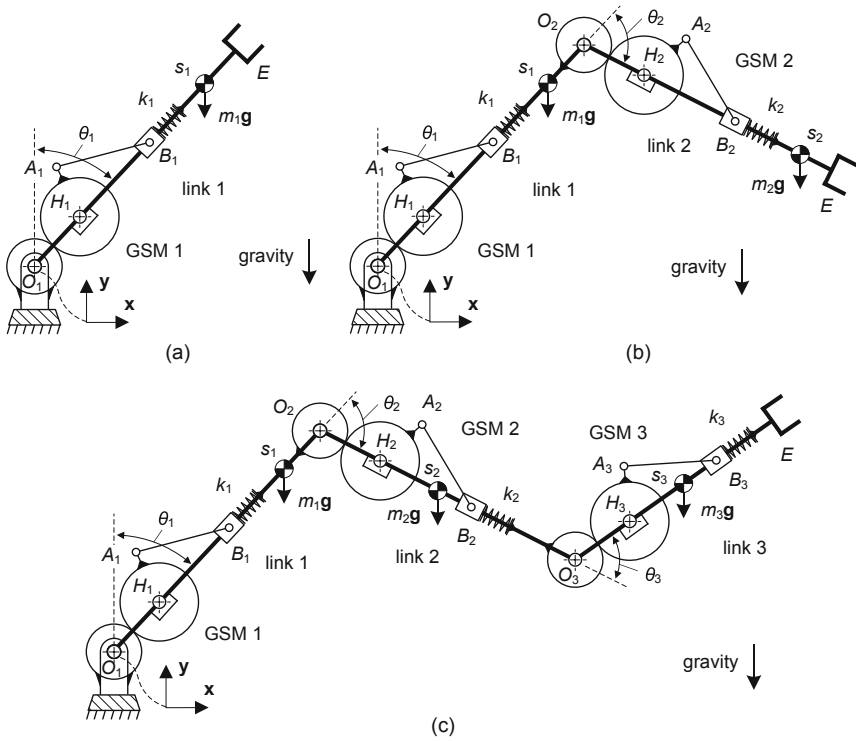 E
s1
k1
m1g
θ1
A1
B1
link 1
H1
GSM 1
O1
gravity
y
x
(a)
O2
θ2
A2
H2
GSM 2
s1
k1
m1g
k2
θ1
B2
s2
link 2
A1
B1
m2g
link 1
E
H1
GSM 1
O1
gravity
y
x
(b)
O2
θ2
A2
GSM 2
H2
s1
k1
m1g
s2
m2g
k2
B2
link 2
θ1
A1
B1
link 1
H1
GSM 1
O1
y
x
GSM 3
k3
E
A3
s3
B3
H3
m3g
link 3
O3
θ3
gravity
(c)